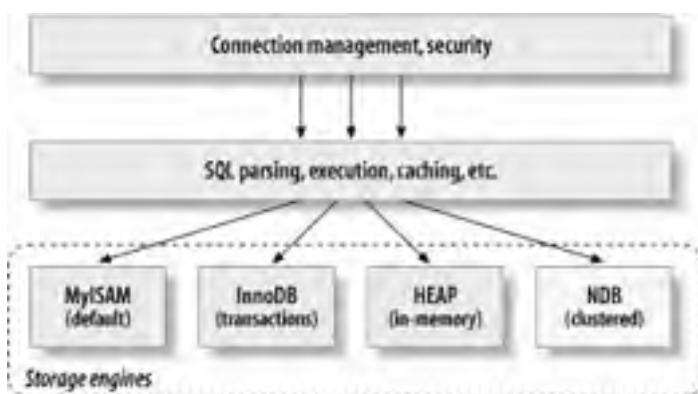 Connection management, security
SQL parsing, execution, caching, etc.
MyISAM
(default)
InnoDB
(transactions)
HEAP
(in-memory)
NDB
(clustered)
Storage engines